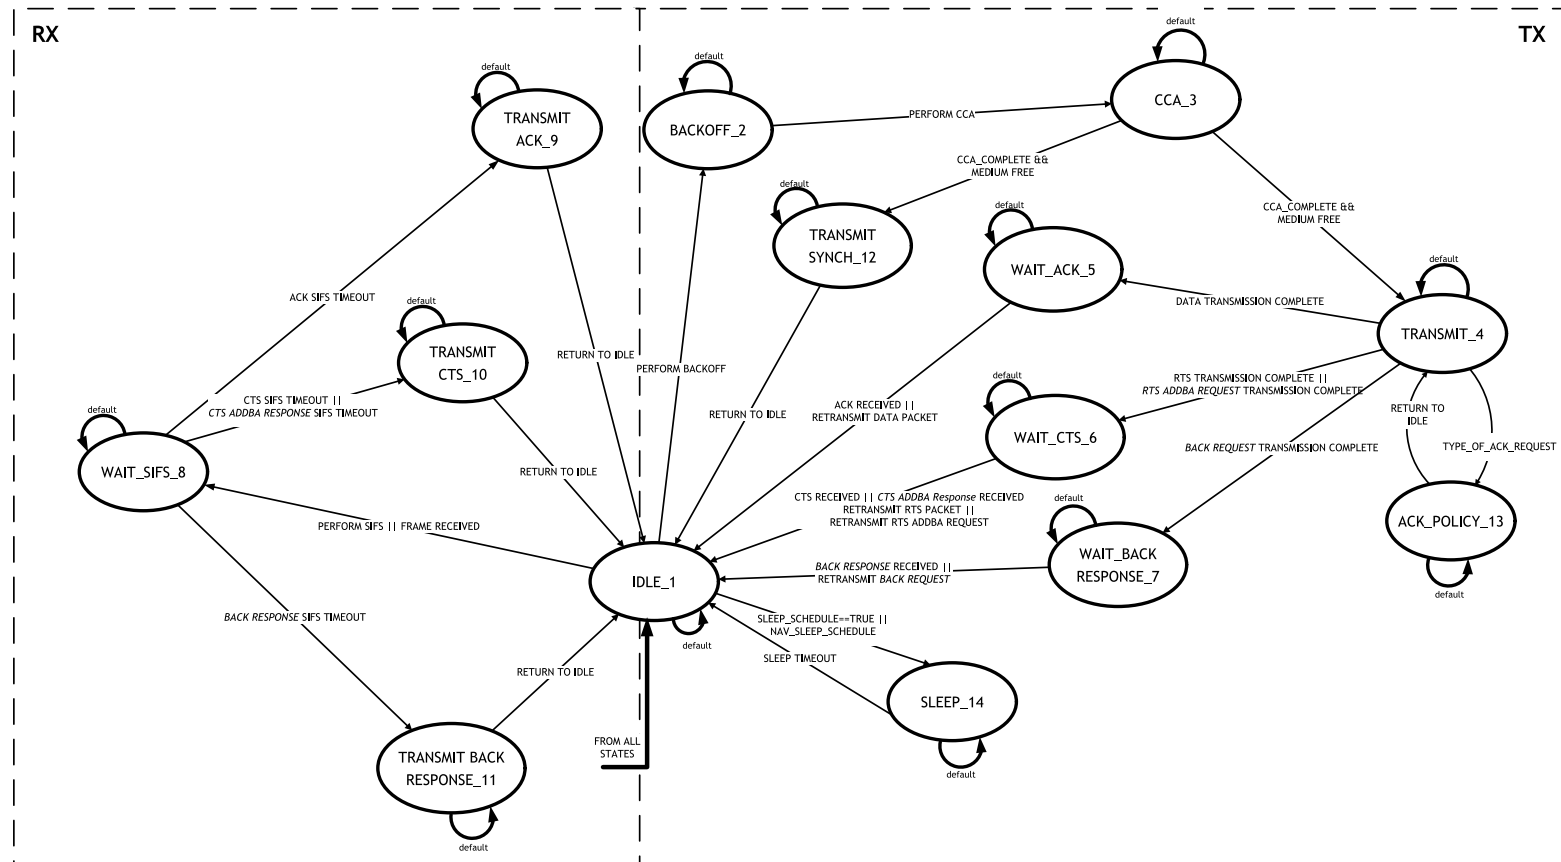 RX
TX
default
default
default
TRANSMIT
ACK_9
BACKOFF_2
PERFORM CCA
CCA_3
CCA_COMPLETE &&
MEDIUM FREE
default
TRANSMIT
SYNCH_12
default
WAIT_ACK_5
CCA_COMPLETE &&
MEDIUM FREE
default
TRANSMIT_4
DATA TRANSMISSION COMPLETE
ACK SIFS TIMEOUT
default
TRANSMIT
CTS_10
RETURN TO IDLE
PERFORM BACKOFF
RETURN TO IDLE
ACK RECEIVED ||
RETRANSMIT DATA PACKET
default
WAIT_CTS_6
RTS TRANSMISSION COMPLETE ||
RTS ADDBA REQUEST TRANSMISSION COMPLETE
RETURN TO
IDLE
TYPE_OF_ACK_REQUEST
BACK REQUEST TRANSMISSION COMPLETE
CTS SIFS TIMEOUT ||
CTS ADDBA RESPONSE SIFS TIMEOUT
default
WAIT_SIFS_8
RETURN TO IDLE
PERFORM SIFS || FRAME RECEIVED
CTS RECEIVED || CTS ADDBA Response RECEIVED
RETRANSMIT RTS PACKET ||
RETRANSMIT RTS ADDBA REQUEST
default
WAIT_BACK
RESPONSE_7
ACK_POLICY_13
default
BACK RESPONSE RECEIVED ||
RETRANSMIT BACK REQUEST
IDLE_1
default
SLEEP_SCHEDULE==TRUE ||
NAV_SLEEP_SCHEDULE
SLEEP TIMEOUT
SLEEP_14
default
BACK RESPONSE SIFS TIMEOUT
RETURN TO IDLE
FROM ALL
STATES
TRANSMIT BACK
RESPONSE_11
default